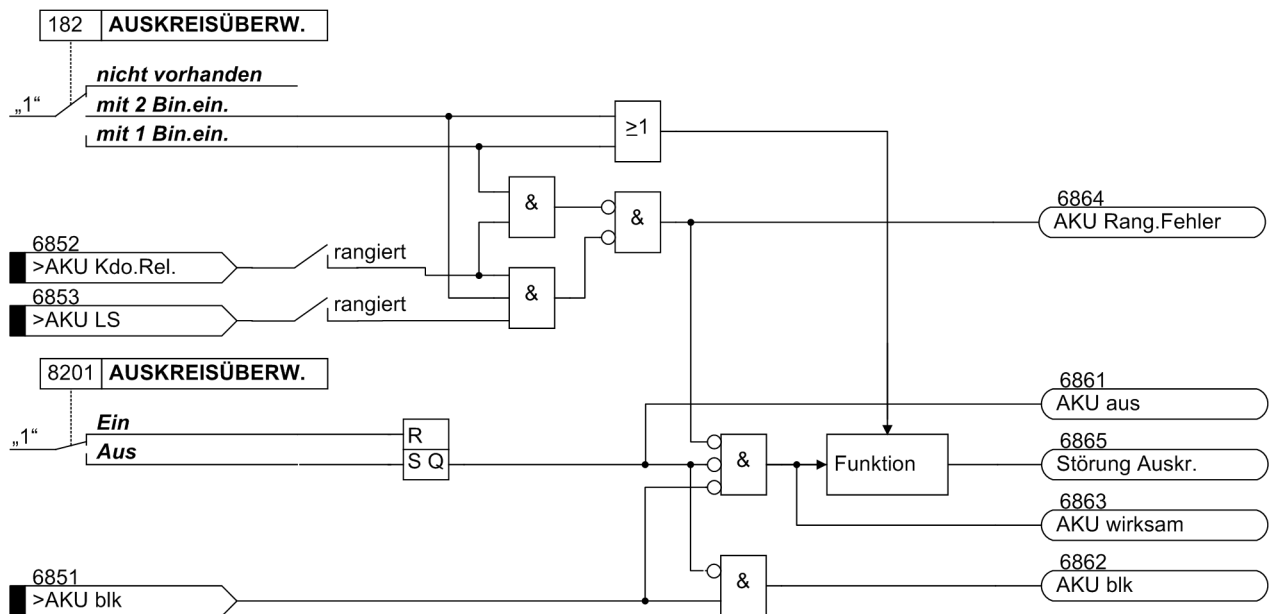 182 AUSKREISÜBERW.
nicht vorhanden
„1“
mit 2 Bin.ein.
mit 1 Bin.ein.
≥1
&
&
6864
AKU Rang.Fehler
6852
>AKU Kdo.Rel.
rangiert
&
6853
>AKU LS
rangiert
8201 AUSKREISÜBERW.
6861
AKU aus
Ein
„1“
R
Aus
S Q
&
Funktion
6865
Störung Auskr.
6863
AKU wirksam
6862
AKU blk
&
6851
>AKU blk